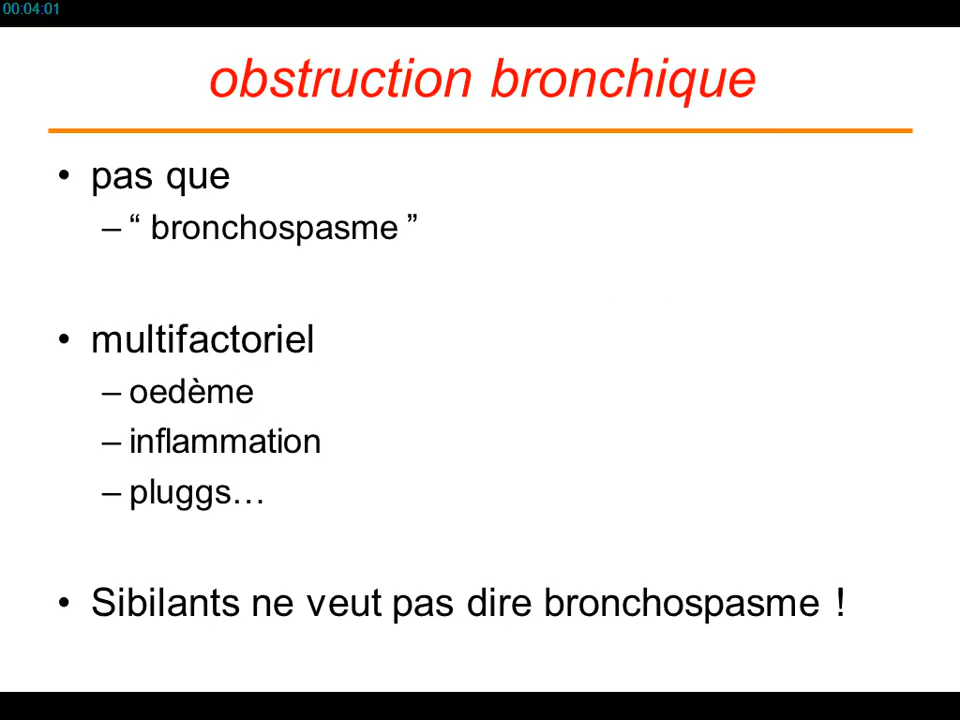 00:04:01
obstruction bronchique
• pas que
– “ bronchospasme ”
• multifactoriel
– oedème
– inflammation
– pluggs…
• Sibilants ne veut pas dire bronchospasme !